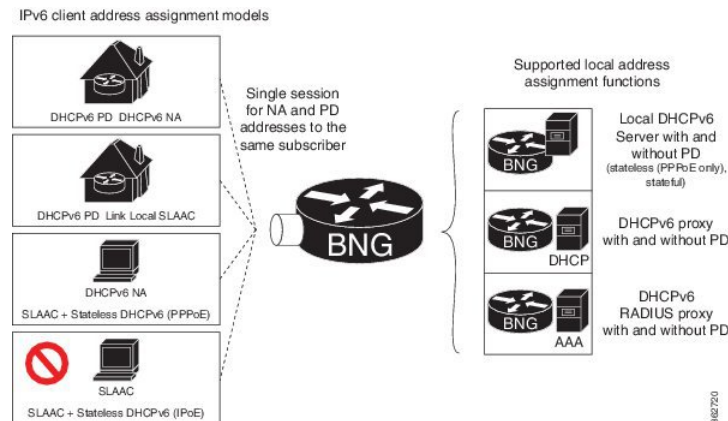 IPv6 client address assignment models
DHCPv6 PD DHCPv6 NA
DHCPv6 PD Link Local SLAAC
DHCPv6 NA
SLAAC + Stateless DHCPv6 (PPPoE)
SLAAC
SLAAC + Stateless DHCPv6 (IPoE)
Single session
for NA and PD
addresses to the
same subscriber
BNG
Supported local address
assignment functions
BNG
Local DHCPv6
Server with and
without PD
(stateless (PPPoE only),
stateful)
BNG
DHCP
DHCPv6 proxy
with and without PD
BNG
AAA
DHCPv6
RADIUS proxy
with and without PD